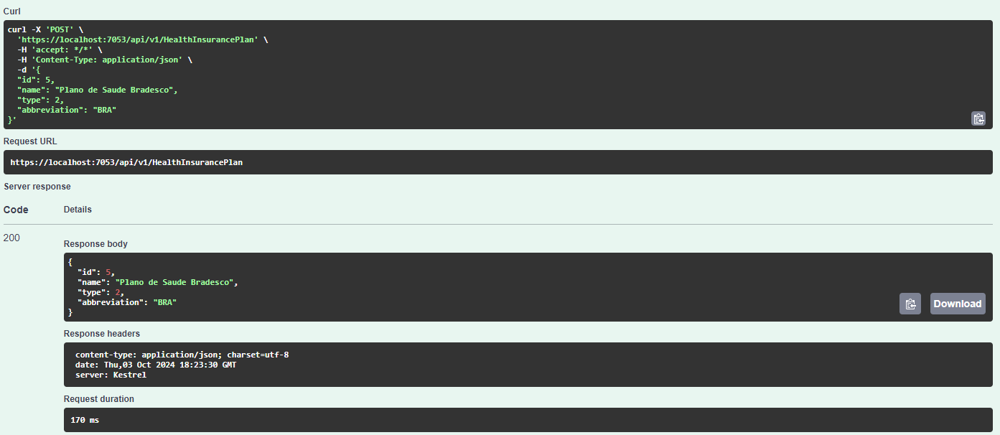 Curl
curl -X 'POST' \
'https://localhost:7053/api/v1/HealthInsurancePlan' \
-H 'accept: */*' \
-H 'Content-Type: application/json' \
-d '{
"id": 5,
"name": "Plano de Saude Bradesco",
"type": 2,
"abbreviation": "BRA"
}'
Request URL
https://localhost:7053/api/v1/HealthInsurancePlan
Server response
Code Details
200
Response body
{
"id": 5,
"name": "Plano de Saude Bradesco",
"type": 2,
"abbreviation": "BRA"
}
Download
Response headers
content-type: application/json; charset=utf-8
date: Thu,03 Oct 2024 18:23:30 GMT
server: Kestrel
Request duration
170 ms